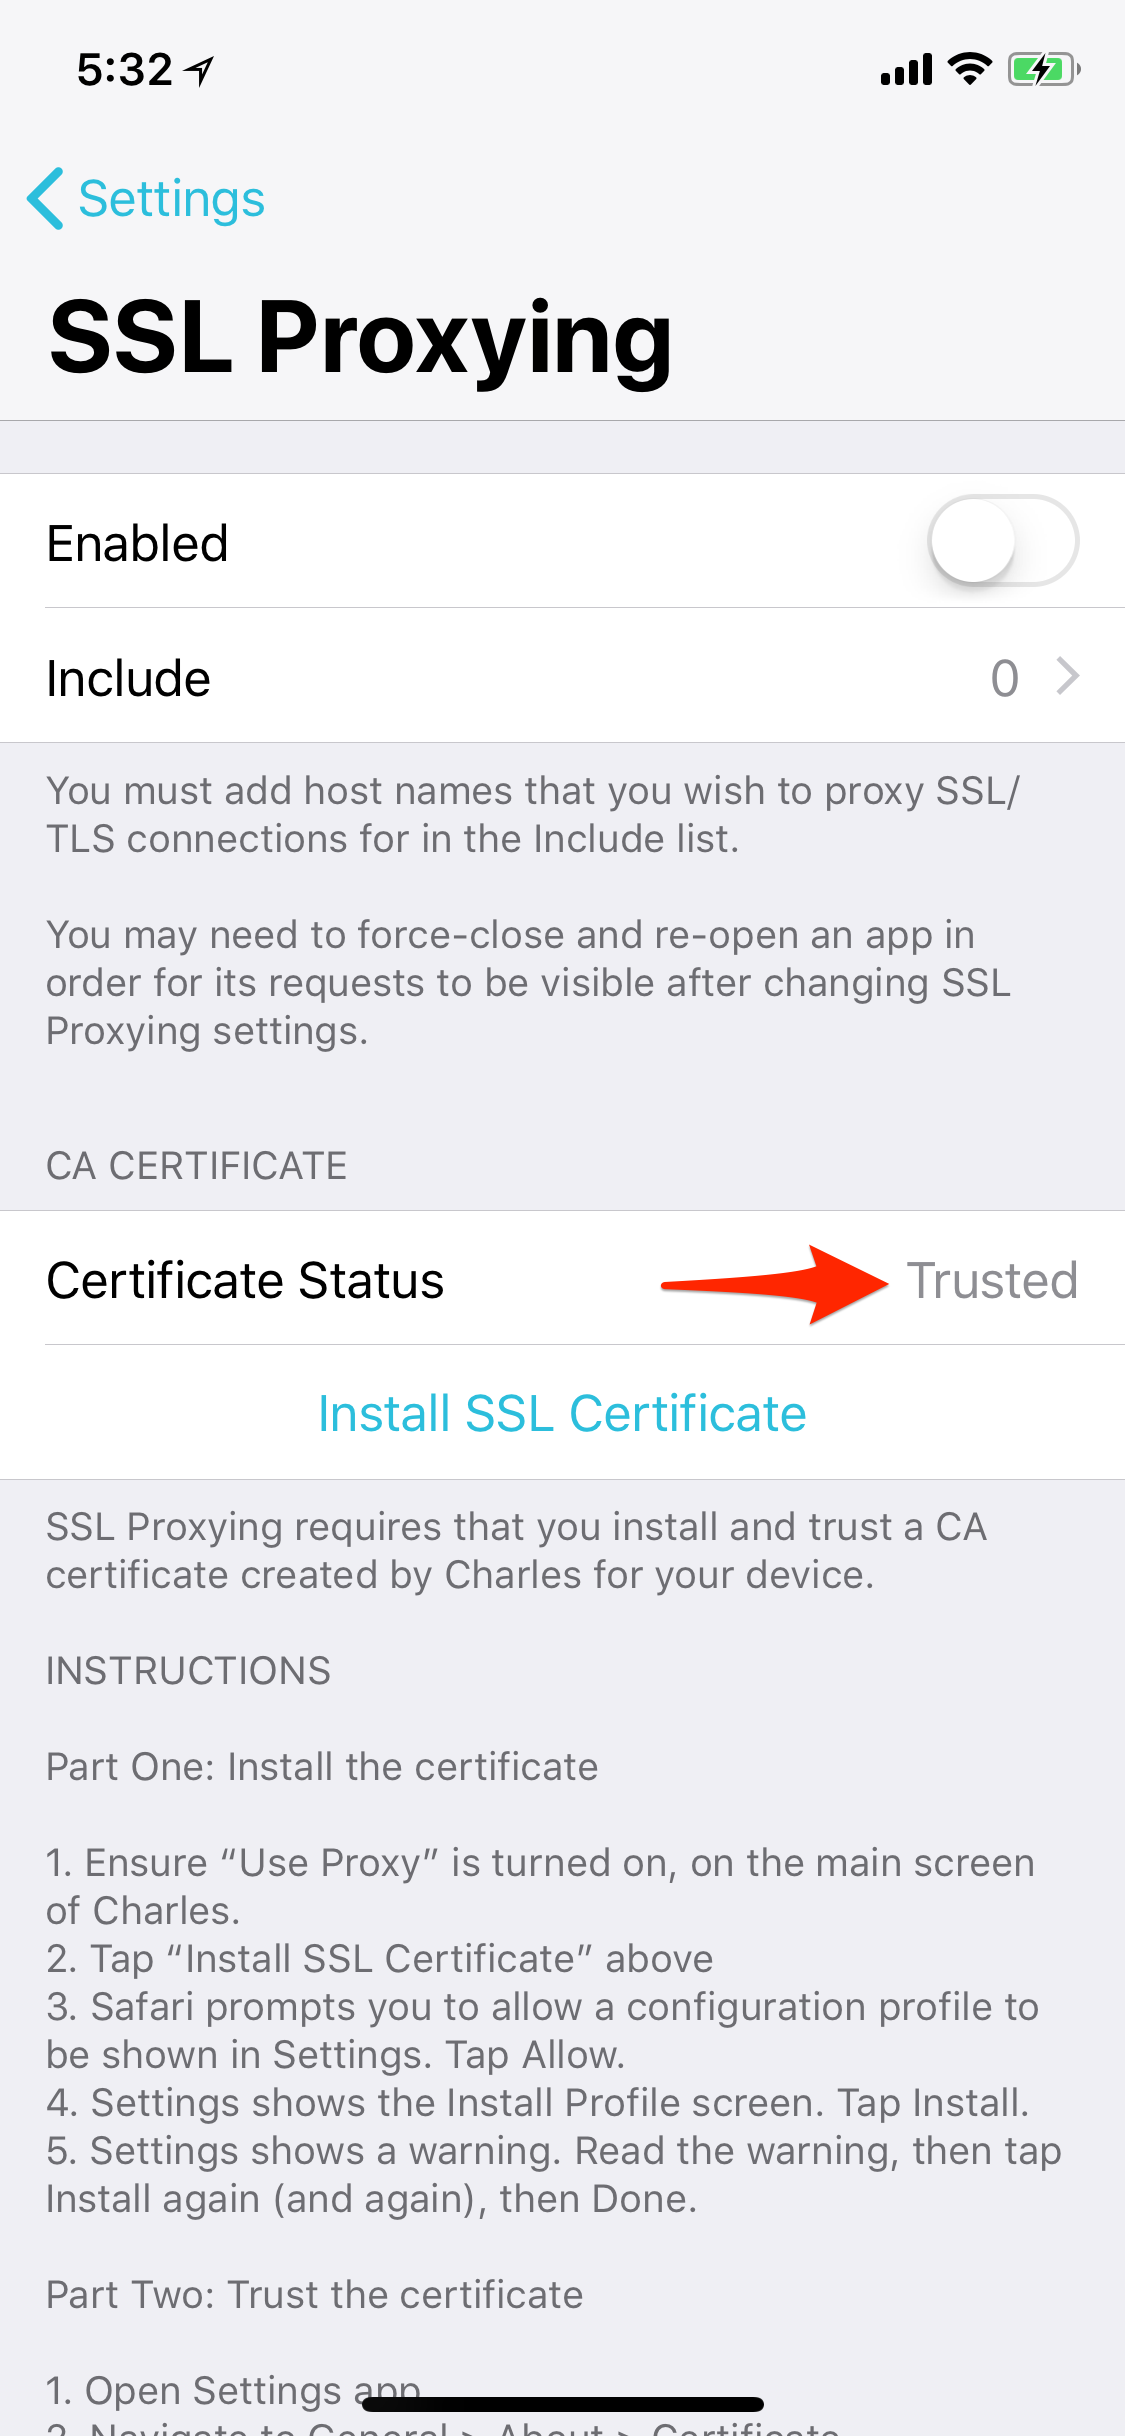 5:32
Settings
SSL Proxying
Enabled
Include 0
You must add host names that you wish to proxy SSL/
TLS connections for in the Include list.
You may need to force-close and re-open an app in
order for its requests to be visible after changing SSL
Proxying settings.
CA CERTIFICATE
Certificate Status Trusted
Install SSL Certificate
SSL Proxying requires that you install and trust a CA
certificate created by Charles for your device.
INSTRUCTIONS
Part One: Install the certificate
1. Ensure “Use Proxy” is turned on, on the main screen
of Charles.
2. Tap “Install SSL Certificate” above
3. Safari prompts you to allow a configuration profile to
be shown in Settings. Tap Allow.
4. Settings shows the Install Profile screen. Tap Install.
5. Settings shows a warning. Read the warning, then tap
Install again (and again), then Done.
Part Two: Trust the certificate
1. Open Settings app
2. Navigate to General > About > Certificate